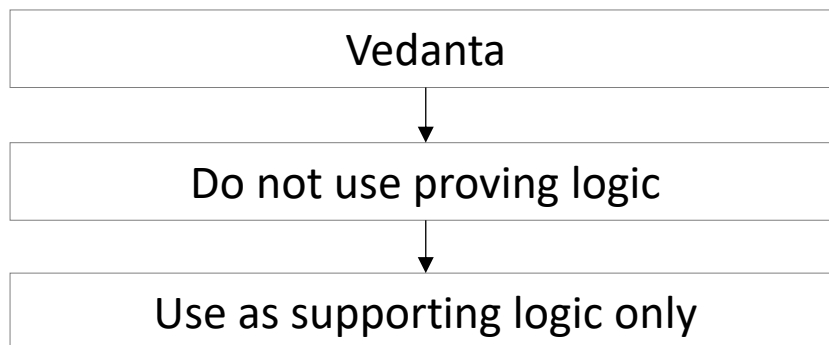 Vedanta
Do not use proving logic
Use as supporting logic only